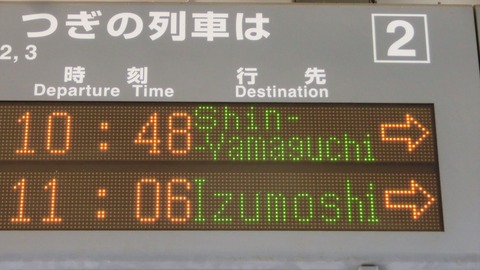 つぎの列車は
2
2,3
時刻 行先
Departure Time Destination
10:48 Shin-Yamaguchi →
11:06 Izumoshi →